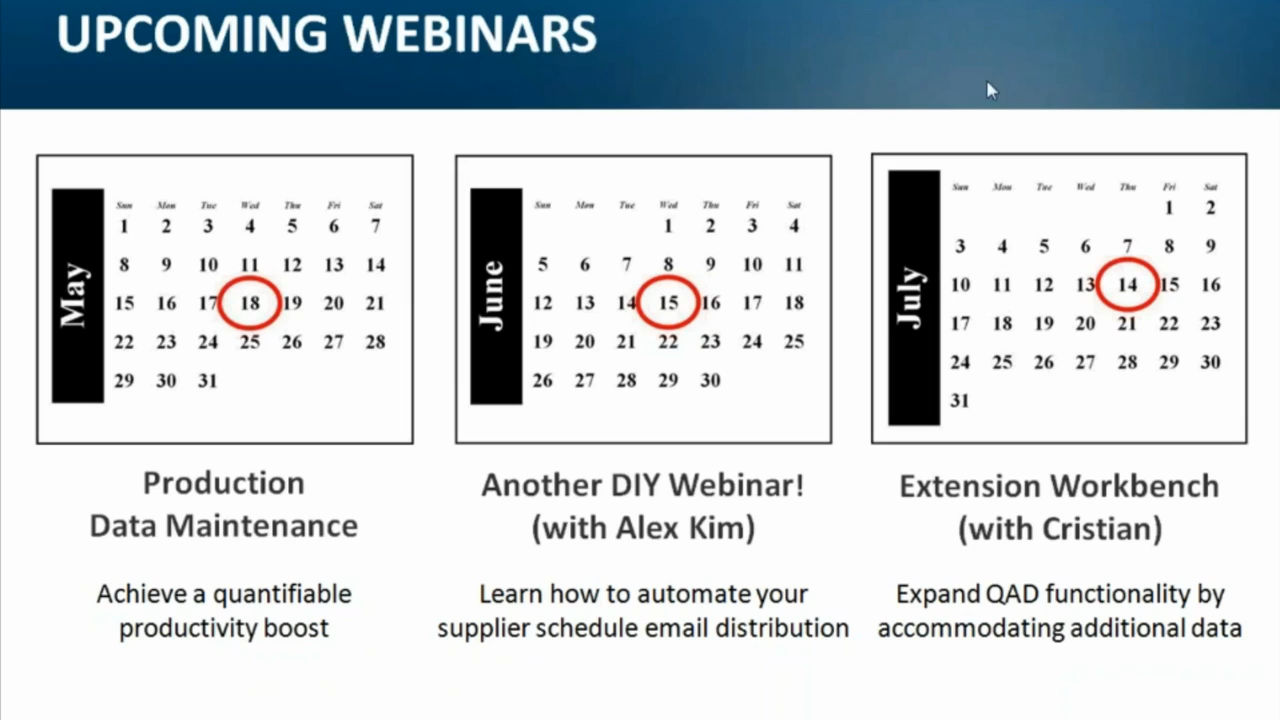 UPCOMING WEBINARS
May
Sun Mon Tue Wed Thu Fri Sat
1 2 3 4 5 6 7
8 9 10 11 12 13 14
15 16 17 18 19 20 21
22 23 24 25 26 27 28
29 30 31
Production
Data Maintenance
Achieve a quantifiable
productivity boost
June
Sun Mon Tue Wed Thu Fri Sat
1 2 3 4
5 6 7 8 9 10 11
12 13 14 15 16 17 18
19 20 21 22 23 24 25
26 27 28 29 30
Another DIY Webinar!
(with Alex Kim)
Learn how to automate your
supplier schedule email distribution
July
Sun Mon Tue Wed Thu Fri Sat
1 2
3 4 5 6 7 8 9
10 11 12 13 14 15 16
17 18 19 20 21 22 23
24 25 26 27 28 29 30
31
Extension Workbench
(with Cristian)
Expand QAD functionality by
accommodating additional data